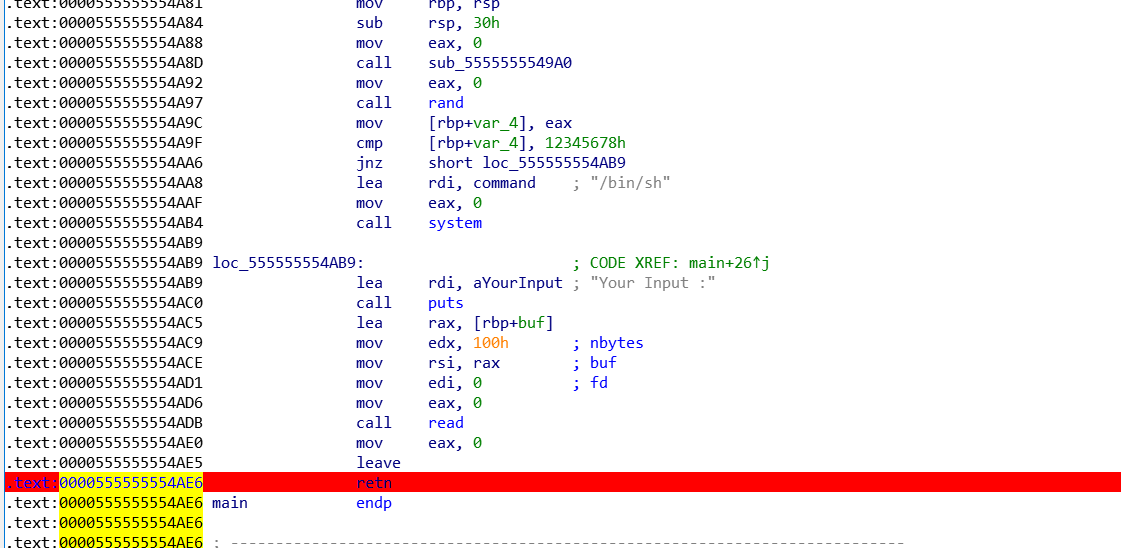 .text:0000555555554A81 mov rbp, rsp
.text:0000555555554A84 sub rsp, 30h
.text:0000555555554A88 mov eax, 0
.text:0000555555554A8D call sub_5555555549A0
.text:0000555555554A92 mov eax, 0
.text:0000555555554A97 call rand
.text:0000555555554A9C mov [rbp+var_4], eax
.text:0000555555554A9F cmp [rbp+var_4], 12345678h
.text:0000555555554AA6 jnz short loc_555555554AB9
.text:0000555555554AA8 lea rdi, command ; "/bin/sh"
.text:0000555555554AAF mov eax, 0
.text:0000555555554AB4 call system
.text:0000555555554AB9
.text:0000555555554AB9 loc_555555554AB9: ; CODE XREF: main+26↑j
.text:0000555555554AB9 lea rdi, aYourInput ; "Your Input :"
.text:0000555555554AC0 call puts
.text:0000555555554AC5 lea rax, [rbp+buf]
.text:0000555555554AC9 mov edx, 100h ; nbytes
.text:0000555555554ACE mov rsi, rax ; buf
.text:0000555555554AD1 mov edi, 0 ; fd
.text:0000555555554AD6 mov eax, 0
.text:0000555555554ADB call read
.text:0000555555554AE0 mov eax, 0
.text:0000555555554AE5 leave
.text:0000555555554AE6 retn
.text:0000555555554AE6 main endp
.text:0000555555554AE6
.text:0000555555554AE6 ; ---------------------------------------------------------------------------